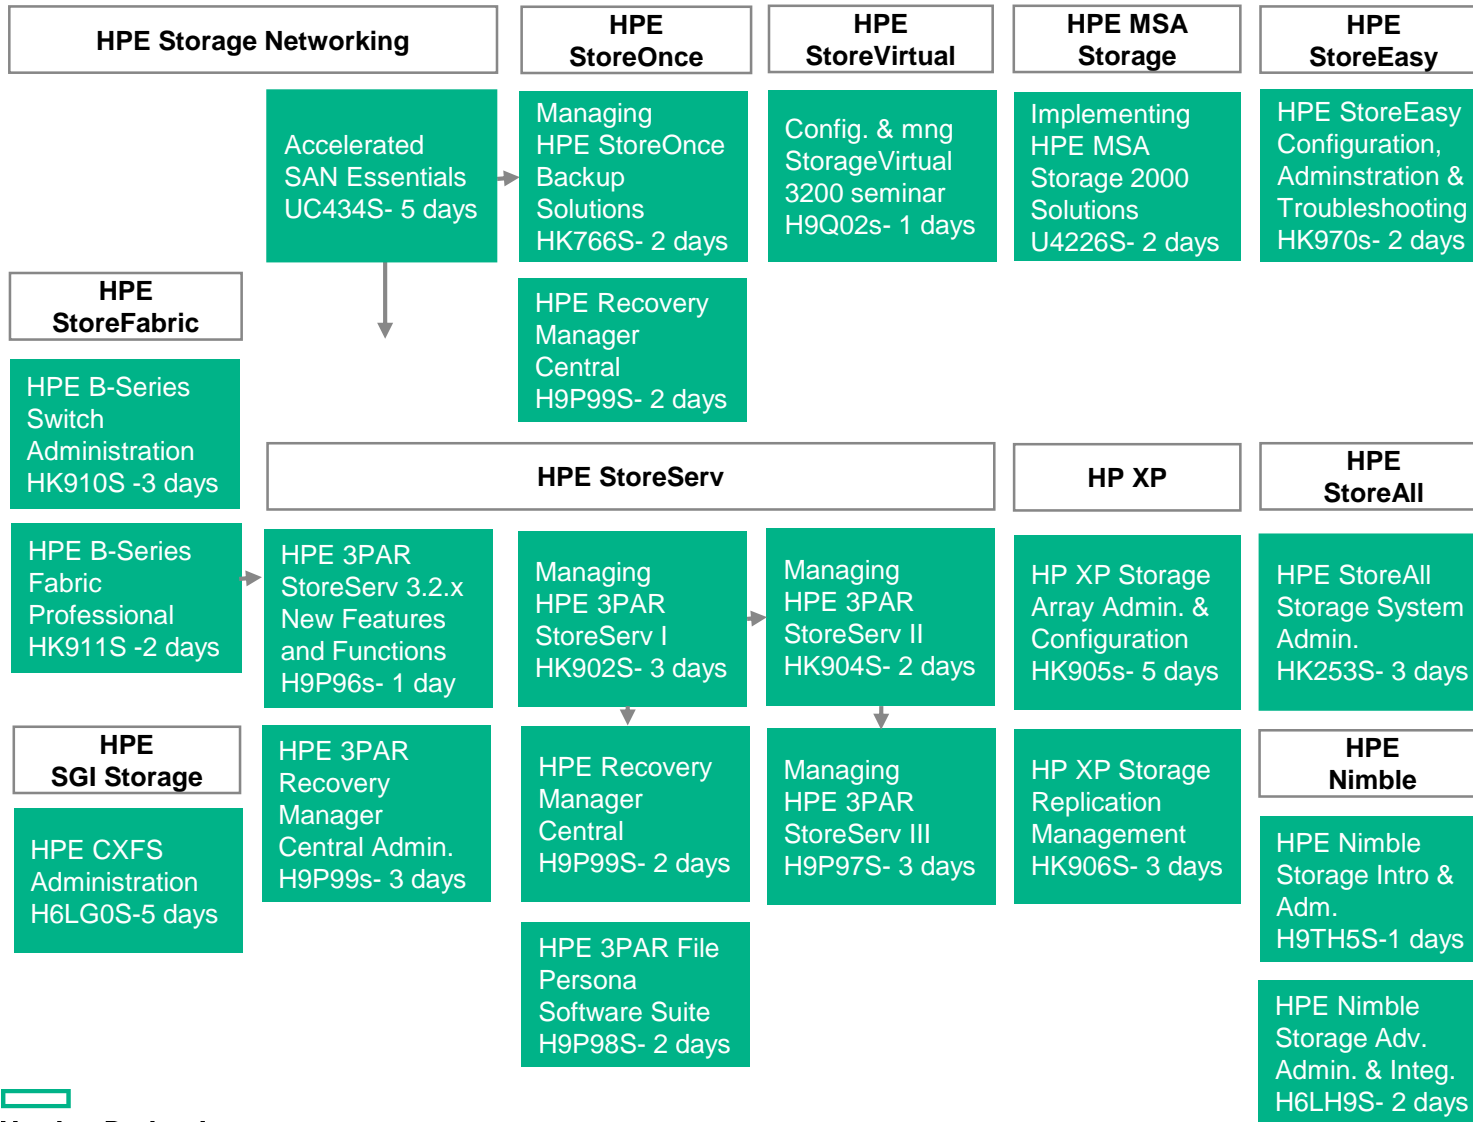 HPE Storage Networking
HPE
StoreOnce
HPE
StoreVirtual
HPE MSA
Storage
HPE
StoreEasy
Accelerated
SAN Essentials
UC434S- 5 days
Managing
HPE StoreOnce
Backup
Solutions
HK766S- 2 days
Config. & mng
StorageVirtual
3200 seminar
H9Q02s- 1 days
Implementing
HPE MSA
Storage 2000
Solutions
U4226S- 2 days
HPE StoreEasy
Configuration,
Adminstration &
Troubleshooting
HK970s- 2 days
HPE
StoreFabric
HPE Recovery
Manager
Central
H9P99S- 2 days
HPE B-Series
Switch
Administration
HK910S -3 days
HPE StoreServ
HP XP
HPE
StoreAll
HPE B-Series
Fabric
Professional
HK911S -2 days
HPE 3PAR
StoreServ 3.2.x
New Features
and Functions
H9P96s- 1 day
Managing
HPE 3PAR
StoreServ I
HK902S- 3 days
Managing
HPE 3PAR
StoreServ II
HK904S- 2 days
HP XP Storage
Array Admin. &
Configuration
HK905s- 5 days
HPE StoreAll
Storage System
Admin.
HK253S- 3 days
HPE
SGI Storage
HPE 3PAR
Recovery
Manager
Central Admin.
H9P99s- 3 days
HPE Recovery
Manager
Central
H9P99S- 2 days
Managing
HPE 3PAR
StoreServ III
H9P97S- 3 days
HP XP Storage
Replication
Management
HK906S- 3 days
HPE
Nimble
HPE CXFS
Administration
H6LG0S-5 days
HPE Nimble
Storage Intro &
Adm.
H9TH5S-1 days
HPE 3PAR File
Persona
Software Suite
H9P98S- 2 days
HPE Nimble
Storage Adv.
Admin. & Integ.
H6LH9S- 2 days